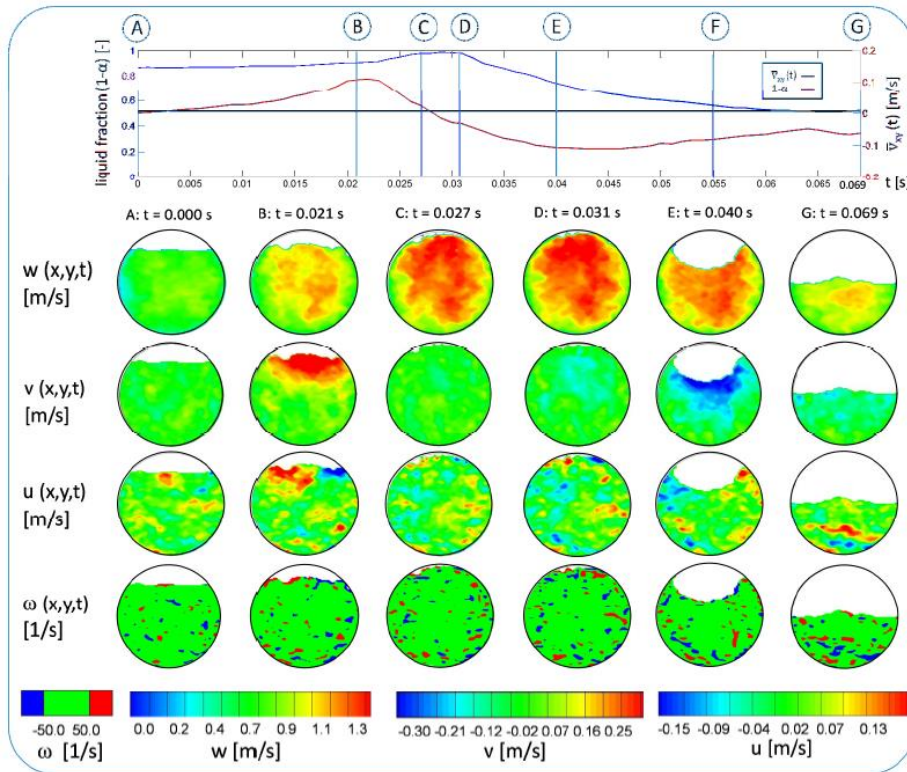 A B C D E F G
liquid fraction (1-α) [-]
1
0.8
0.6
0.4
0.2
0
0 0.005 0.01 0.015 0.02 0.025 0.03 0.035 0.04 0.045 0.05 0.055 0.06 0.065 0.069
t [s]
0.2
0.1
0
-0.1
-0.2
v̄xy(t) [m/s]
v̄xy(t)
1-α
A: t = 0.000 s B: t = 0.021 s C: t = 0.027 s D: t = 0.031 s E: t = 0.040 s G: t = 0.069 s
w (x,y,t)
[m/s]
v (x,y,t)
[m/s]
u (x,y,t)
[m/s]
ω (x,y,t)
[1/s]
-50.0 50.0
ω [1/s]
0.0 0.2 0.4 0.7 0.9 1.1 1.3
w [m/s]
-0.30 -0.21 -0.11 -0.02 0.07 0.16 0.25
v [m/s]
-0.15 -0.09 -0.04 0.02 0.07 0.13
u [m/s]